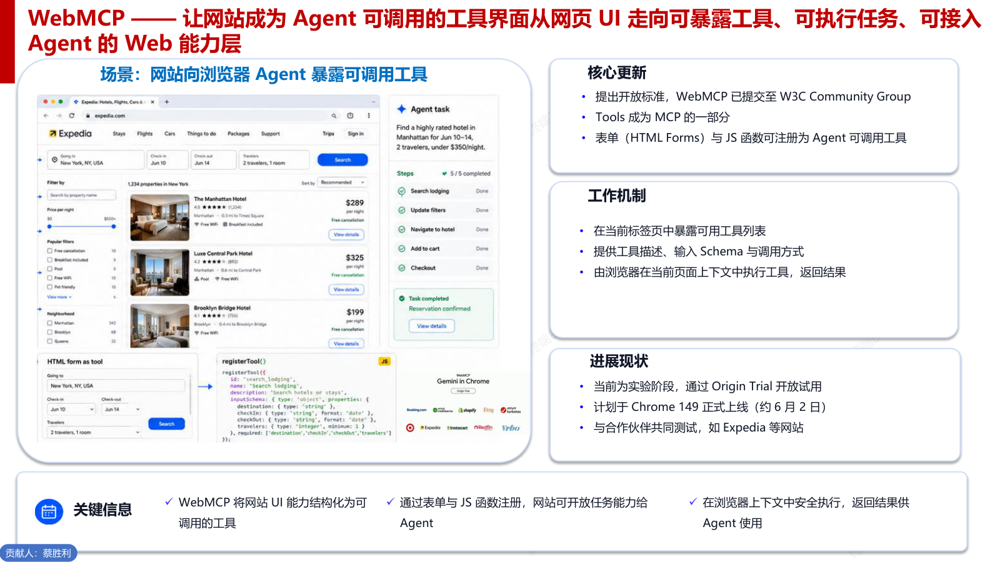 WebMCP —— 让网站成为 Agent 可调用的工具界面从网页 UI 走向可暴露工具、可执行任务、可接入
Agent 的 Web 能力层
场景：网站向浏览器 Agent 暴露可调用工具
Expedia: Hotels, Flights, Cars &
expedia.com
Expedia
Stays Flights Cars Things to do Packages Support Trips Sign in
Going to
New York, NY, USA
Check-in
Jun 10
Check-out
Jun 14
Travelers
2 travelers, 1 room
Search
Filter by
Search by property name
Price per night
$0 $500+
Popular filters
Free cancellation
Breakfast included 3
Pool
Free WiFi
Pet friendly
View more
Neighborhood
Manhattan 342
Brooklyn 68
Queens 32
1,234 properties in New York
Sort by Recommended
The Manhattan Hotel
4.5 ★★★★★ (1,234)
Manhattan · 0.3 mi to Times Square
Free WiFi Breakfast included
$289
per night
Free cancellation
View details
Luxe Central Park Hotel
4.2 ★★★★★ (892)
Manhattan · 0.6 mi to Central Park
Pool Free WiFi
$325
per night
Free cancellation
View details
Brooklyn Bridge Hotel
4.1 ★★★★★ (756)
Brooklyn · 0.4 mi to Brooklyn Bridge
Free WiFi
$199
per night
Free cancellation
View details
Agent task
Find a highly rated hotel in
Manhattan for Jun 10–14,
2 travelers, under $350/night.
Steps 5 / 5 completed
Search lodging Done
Update filters Done
Navigate to hotel Done
Add to cart Done
Checkout Done
Task completed
Reservation confirmed
View details
HTML form as tool
Going to
New York, NY, USA
Check-in
Check-out
Jun 10
Jun 14
Travelers
2 travelers, 1 room
Search
registerTool()
JS
registerTool({
id: 'search_lodging',
name: 'Search lodging',
description: 'Search hotels or stays',
inputSchema: { type: 'object', properties: {
destination: { type: 'string' },
checkIn: { type: 'string', format: 'date' },
checkOut: { type: 'string', format: 'date' },
travelers: { type: 'integer', minimum: 1 }
}, required: ['destination','checkIn','checkOut','travelers']
});
WebMCP
Gemini in Chrome
Origin Trial
Booking.com creditkarma shopify Etsy turbotax
Expedia instacart Redfin Vrbo
核心更新
• 提出开放标准，WebMCP 已提交至 W3C Community Group
• Tools 成为 MCP 的一部分
• 表单（HTML Forms）与 JS 函数可注册为 Agent 可调用工具
工作机制
• 在当前标签页中暴露可用工具列表
• 提供工具描述、输入 Schema 与调用方式
• 由浏览器在当前页面上下文中执行工具，返回结果
进展现状
• 当前为实验阶段，通过 Origin Trial 开放试用
• 计划于 Chrome 149 正式上线（约 6 月 2 日）
• 与合作伙伴共同测试，如 Expedia 等网站
关键信息
✓ WebMCP 将网站 UI 能力结构化为可
调用的工具
✓ 通过表单与 JS 函数注册，网站可开放任务能力给
Agent
✓ 在浏览器上下文中安全执行，返回结果供
Agent 使用
贡献人：蔡胜利